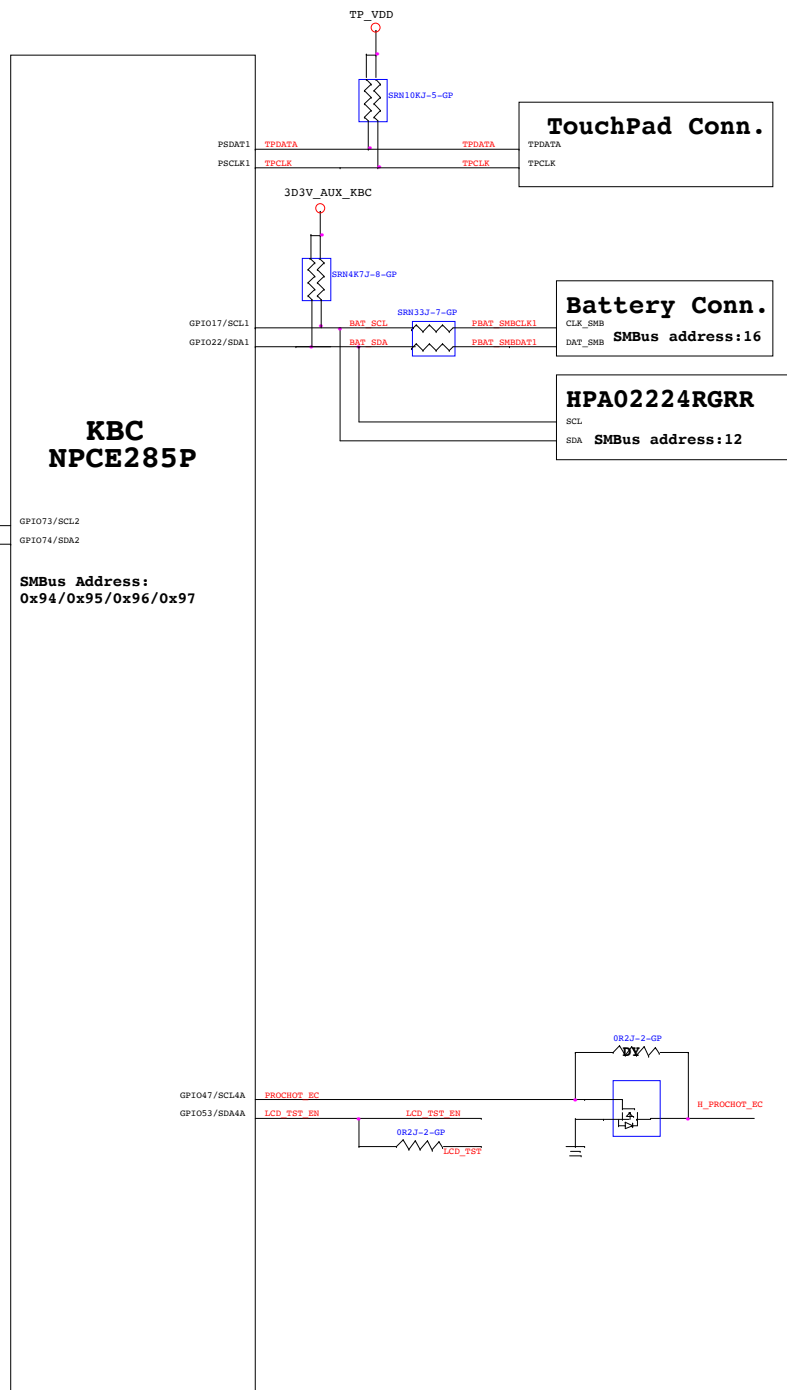 TP_VDD
SRN10KJ-5-GP
TouchPad Conn.
PSDAT1 TPDATA TPDATA TPDATA
PSCLK1 TPCLK TPCLK TPCLK
3D3V_AUX_KBC
SRN4K7J-8-GP
SRN33J-7-GP
Battery Conn.
GPIO17/SCL1 BAT_SCL PBAT_SMBCLK1 CLK_SMB
SMBus address:16
GPIO22/SDA1 BAT_SDA PBAT_SMBDAT1 DAT_SMB
HPA02224RGRR
SCL
SDA SMBus address:12
KBC
NPCE285P
GPIO73/SCL2
GPIO74/SDA2
SMBus Address:
0x94/0x95/0x96/0x97
0R2J-2-GP
DY
GPIO47/SCL4A PROCHOT_EC
H_PROCHOT_EC
GPIO53/SDA4A LCD_TST_EN LCD_TST_EN
0R2J-2-GP
LCD_TST